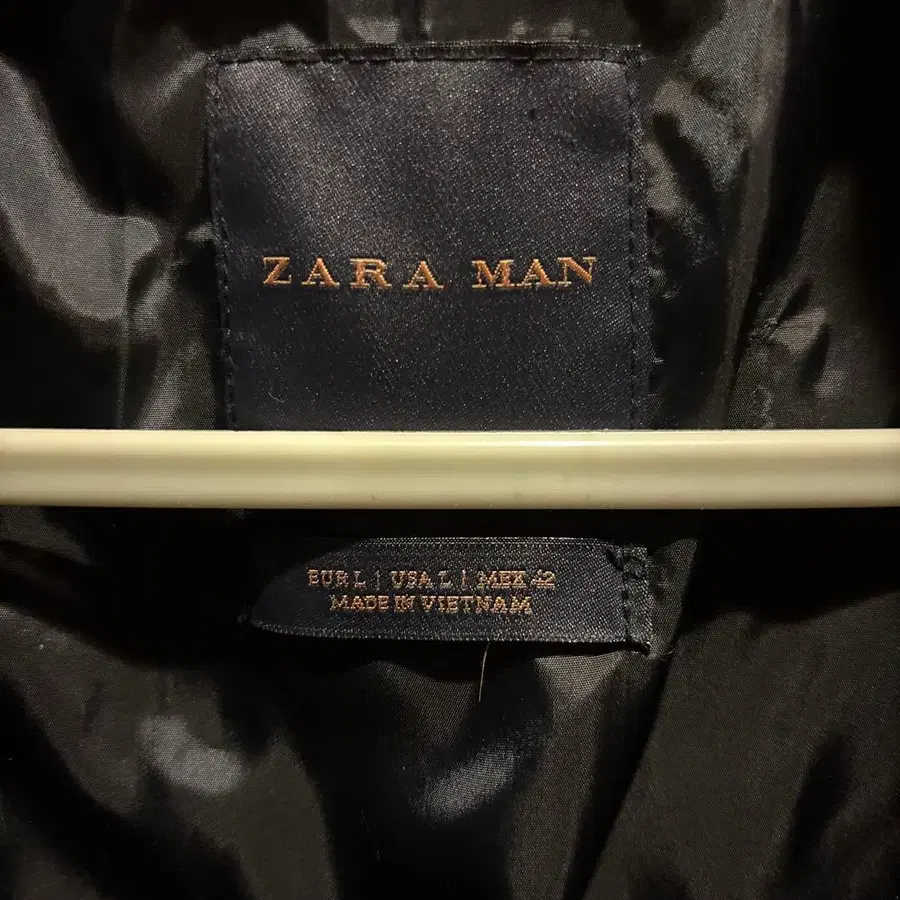 ZARA MAN
EUR L | USA L | MEX 42
MADE IN VIETNAM